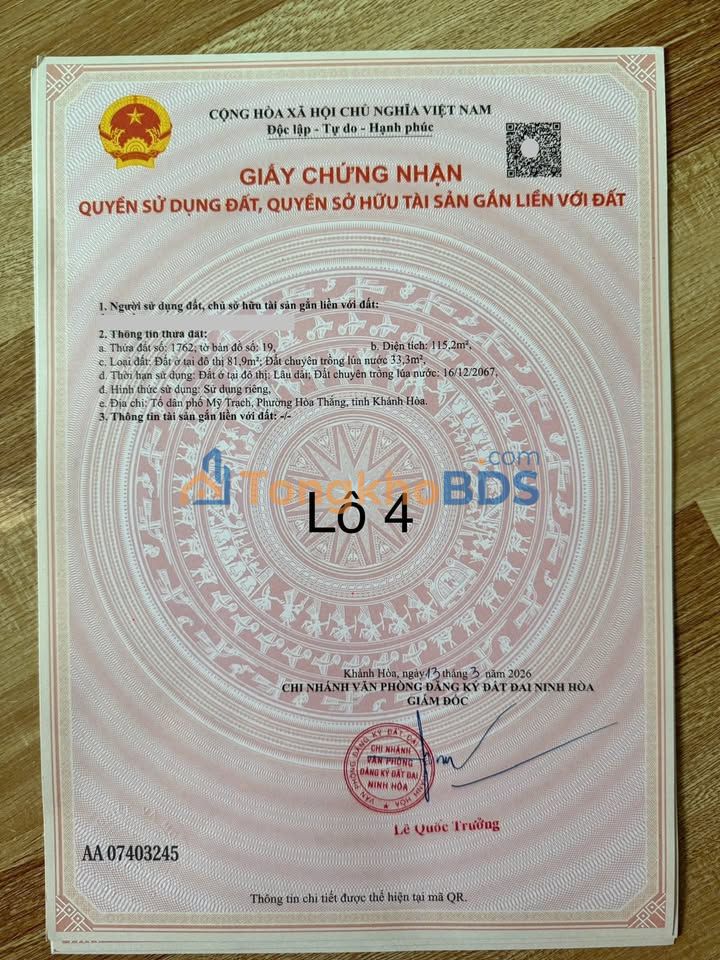 CỘNG HÒA XÃ HỘI CHỦ NGHĨA VIỆT NAM
Độc lập - Tự do - Hạnh phúc
GIẤY CHỨNG NHẬN
QUYỀN SỬ DỤNG ĐẤT, QUYỀN SỞ HỮU TÀI SẢN GẮN LIỀN VỚI ĐẤT
1. Người sử dụng đất, chủ sở hữu tài sản gắn liền với đất:
2. Thông tin thửa đất:
a. Thửa đất số: 1762; tờ bản đồ số: 19, b. Diện tích: 115,2m²,
c. Loại đất: Đất ở tại đô thị 81,9m²; Đất chuyên trồng lúa nước 33,3m²,
d. Thời hạn sử dụng: Đất ở tại đô thị: Lâu dài; Đất chuyên trồng lúa nước: 16/12/2067,
đ. Hình thức sử dụng: Sử dụng riêng,
e. Địa chỉ: Tổ dân phố Mỹ Trạch, Phường Hòa Thắng, tỉnh Khánh Hòa.
3. Thông tin tài sản gắn liền với đất: -/-
TongkhoBDS.com
Lô 4
Khánh Hòa, ngày 13 tháng 3 năm 2026
CHI NHÁNH VĂN PHÒNG ĐĂNG KÝ ĐẤT ĐAI NINH HÒA
GIÁM ĐỐC
CHI NHÁNH
VĂN PHÒNG
ĐĂNG KÝ ĐẤT ĐAI
NINH HÒA
Lê Quốc Trưởng
AA 07403245
Thông tin chi tiết được thể hiện tại mã QR.